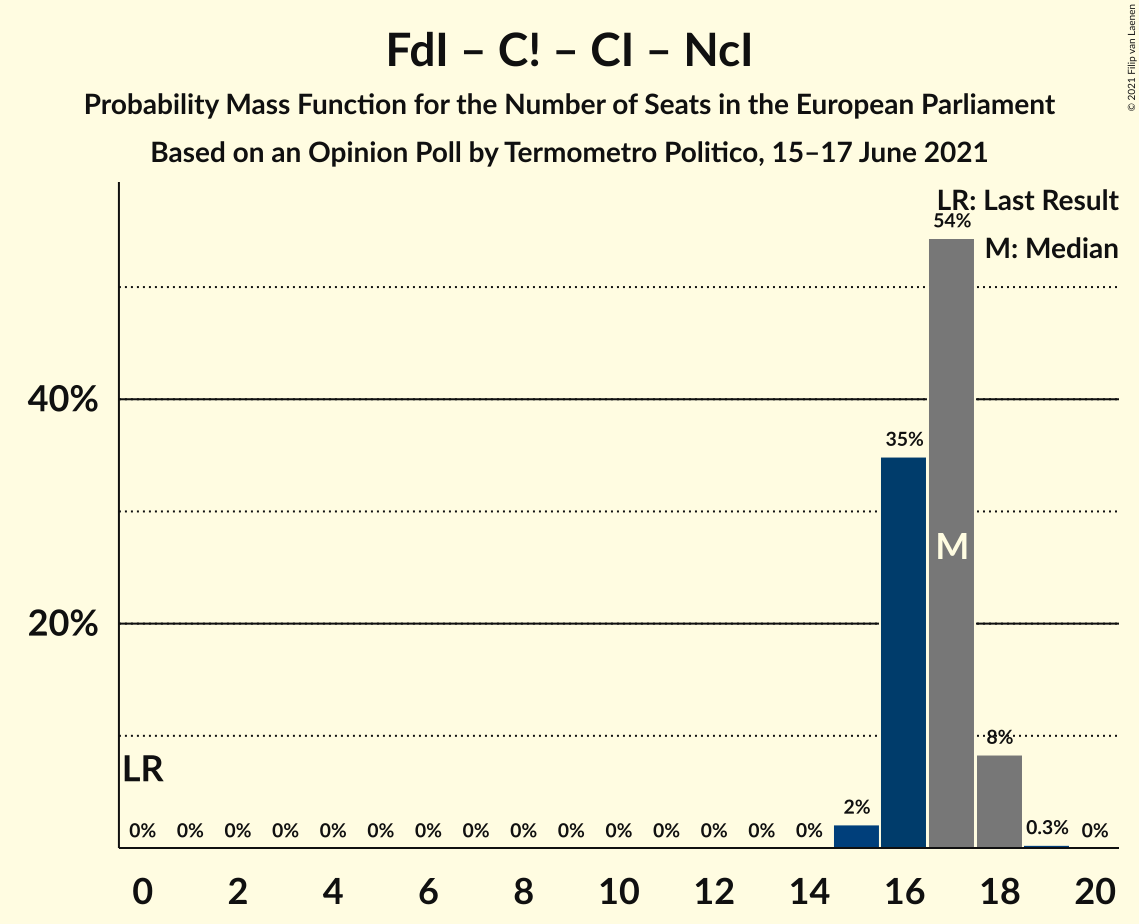 FdI – C! – CI – NcI
Probability Mass Function for the Number of Seats in the European Parliament
Based on an Opinion Poll by Termometro Politico, 15–17 June 2021
© 2021 Filip van Laenen
LR: Last Result
M: Median
54%
40%
35%
M
20%
8%
LR
2%
0% 0% 0% 0% 0% 0% 0% 0% 0% 0% 0% 0% 0% 0% 0% 0.3% 0%
0 2 4 6 8 10 12 14 16 18 20